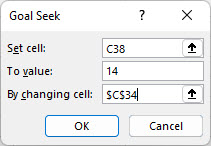 Goal Seek ? ×
Set cell: C38
To value: 14
By changing cell: $C$34
OK Cancel